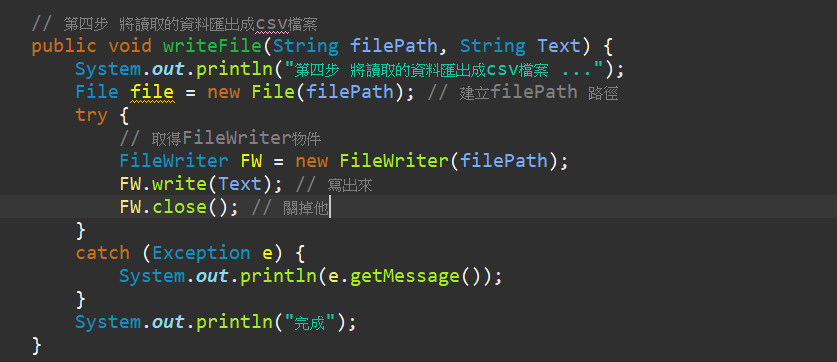 // 第四步 將讀取的資料匯出成csv檔案
public void writeFile(String filePath, String Text) {
System.out.println("第四步 將讀取的資料匯出成csv檔案 ...");
File file = new File(filePath); // 建立filePath 路徑
try {
// 取得FileWriter物件
FileWriter FW = new FileWriter(filePath);
FW.write(Text); // 寫出來
FW.close(); // 關掉他
}
catch (Exception e) {
System.out.println(e.getMessage());
}
System.out.println("完成");
}